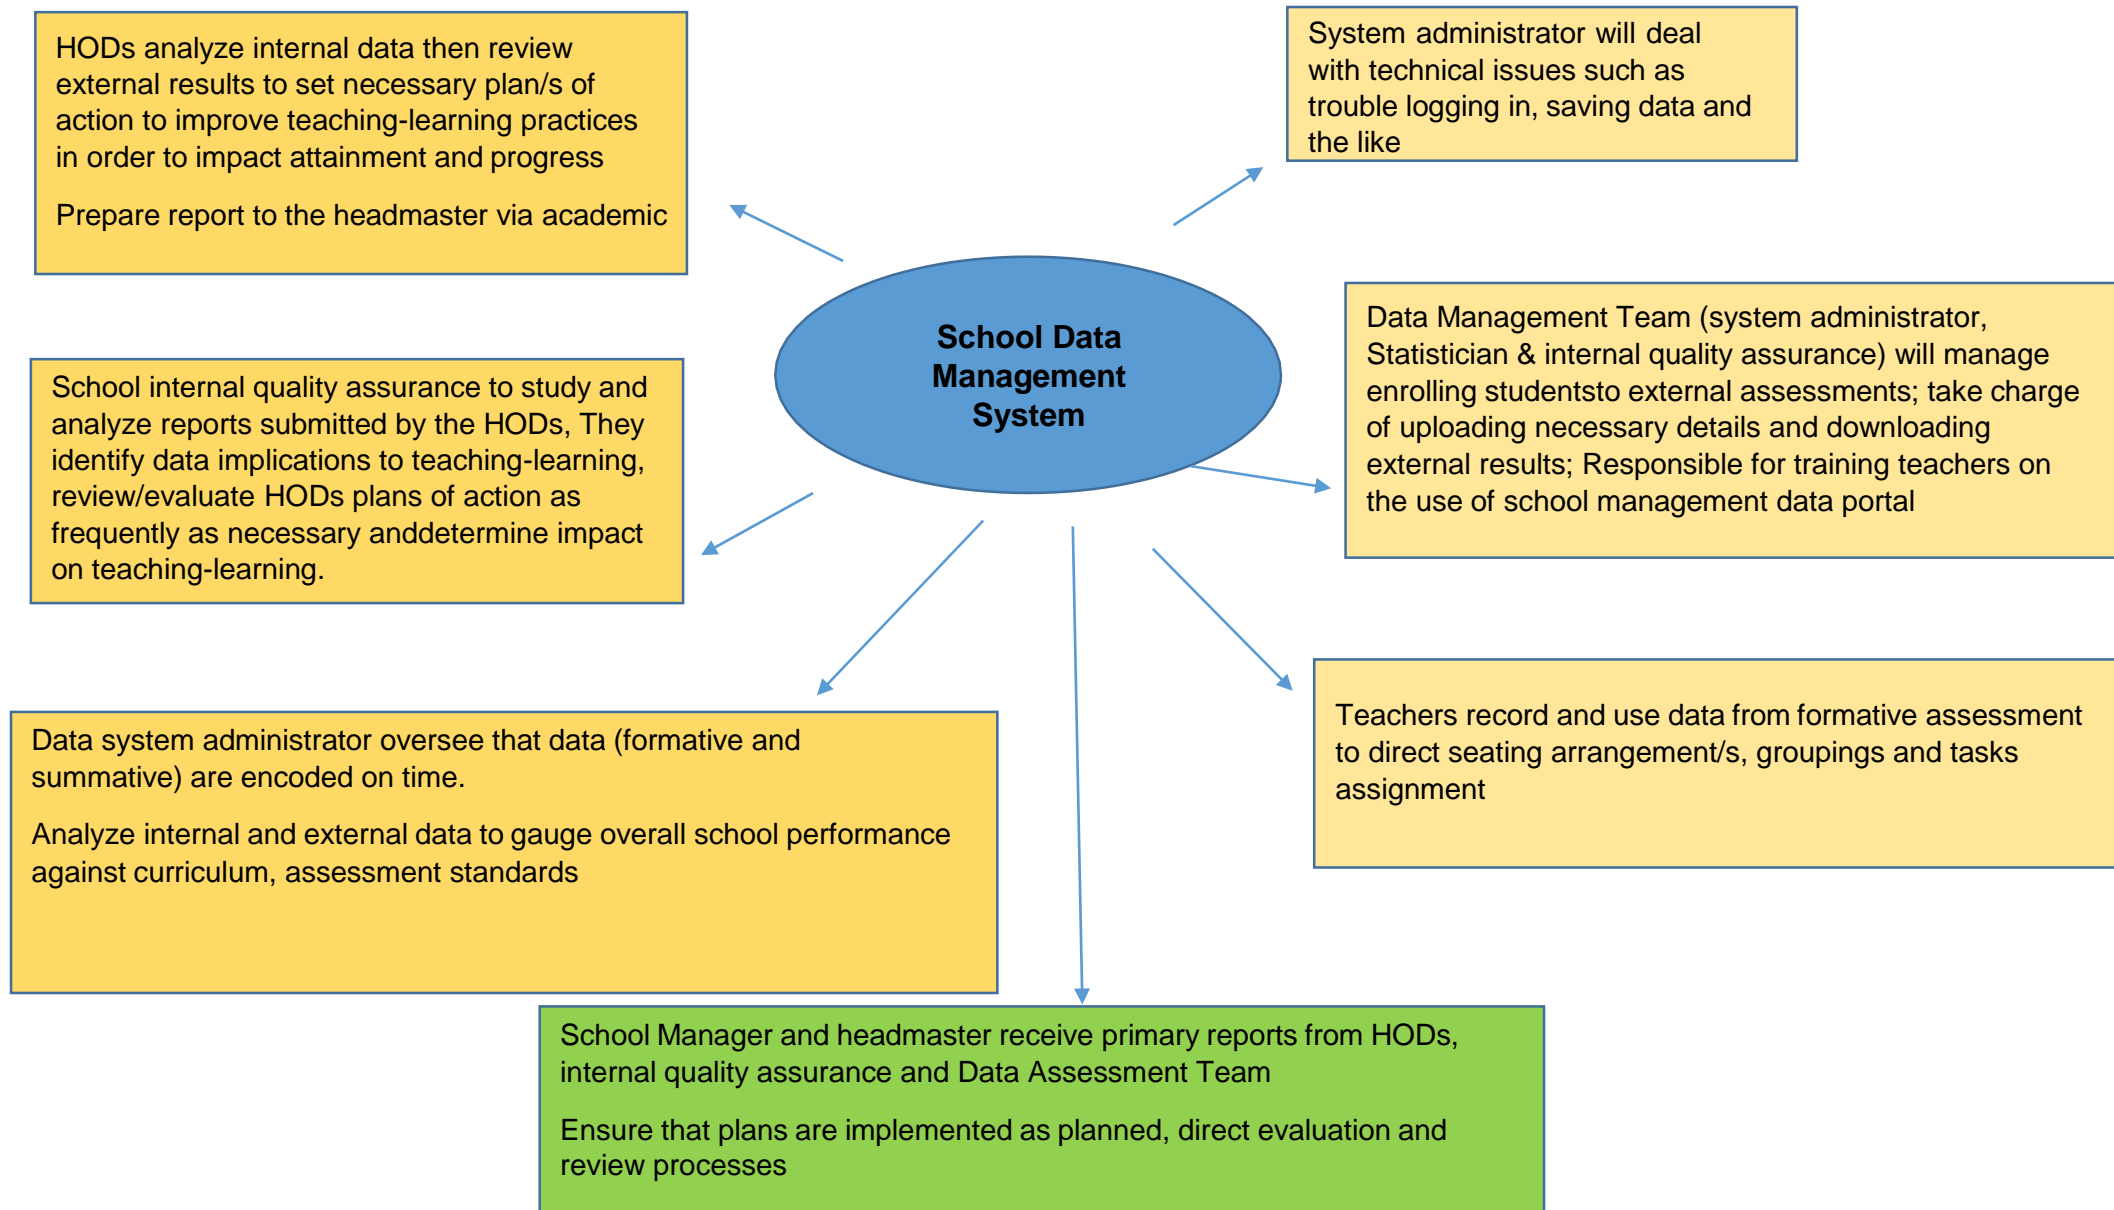 HODs analyze internal data then review
external results to set necessary plan/s of
action to improve teaching-learning practices
in order to impact attainment and progress
Prepare report to the headmaster via academic
System administrator will deal
with technical issues such as
trouble logging in, saving data and
the like
School Data
Management
System
Data Management Team (system administrator,
Statistician & internal quality assurance) will manage
enrolling studentsto external assessments; take charge
of uploading necessary details and downloading
external results; Responsible for training teachers on
the use of school management data portal
School internal quality assurance to study and
analyze reports submitted by the HODs, They
identify data implications to teaching-learning,
review/evaluate HODs plans of action as
frequently as necessary anddetermine impact
on teaching-learning.
Teachers record and use data from formative assessment
to direct seating arrangement/s, groupings and tasks
assignment
Data system administrator oversee that data (formative and
summative) are encoded on time.
Analyze internal and external data to gauge overall school performance
against curriculum, assessment standards
School Manager and headmaster receive primary reports from HODs,
internal quality assurance and Data Assessment Team
Ensure that plans are implemented as planned, direct evaluation and
review processes